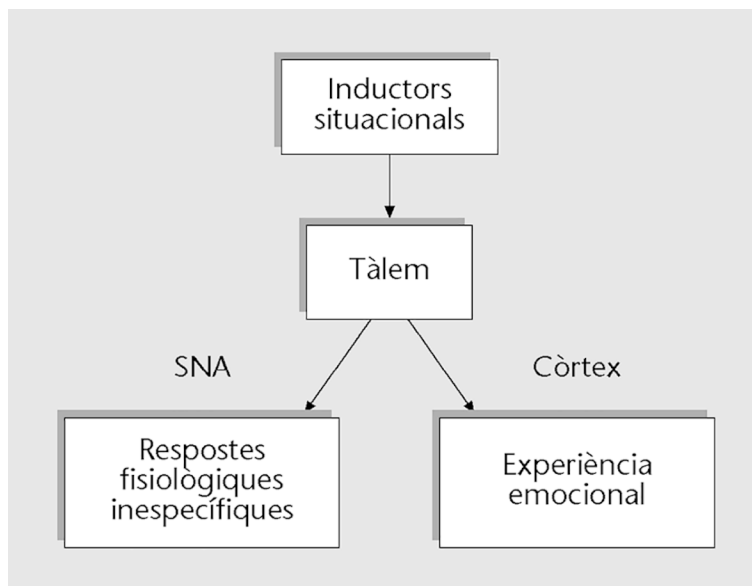 Inductors
situacionals
Tàlem
SNA
Còrtex
Respostes
fisiològiques
inespecífiques
Experiència
emocional